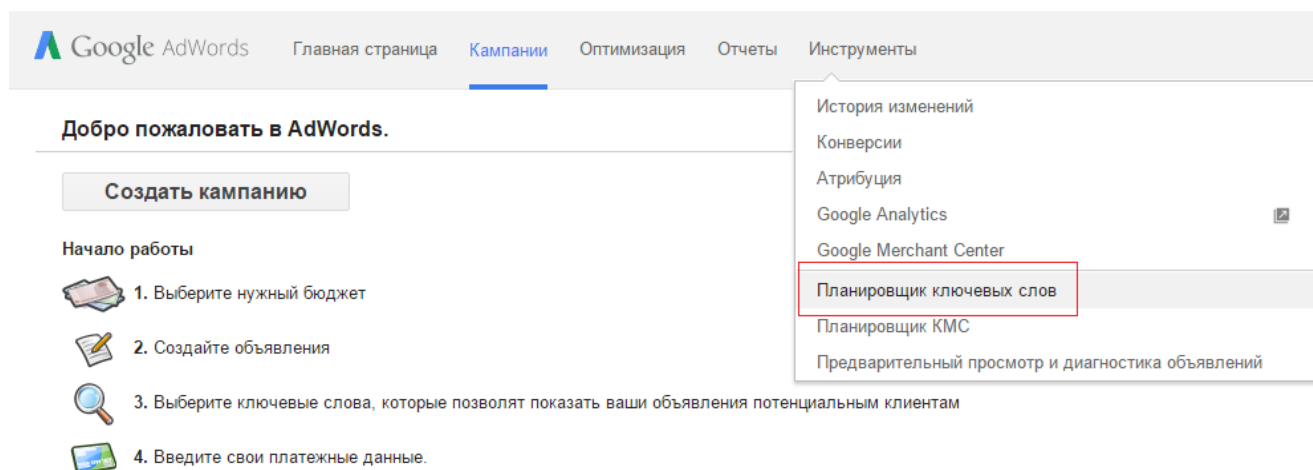 Google AdWords Главная страница Кампании Оптимизация Отчеты Инструменты
Добро пожаловать в AdWords.
Создать кампанию
Начало работы
1. Выберите нужный бюджет
2. Создайте объявления
3. Выберите ключевые слова, которые позволят показать ваши объявления потенциальным клиентам
4. Введите свои платежные данные.
История изменений
Конверсии
Атрибуция
Google Analytics
Google Merchant Center
Планировщик ключевых слов
Планировщик КМС
Предварительный просмотр и диагностика объявлений